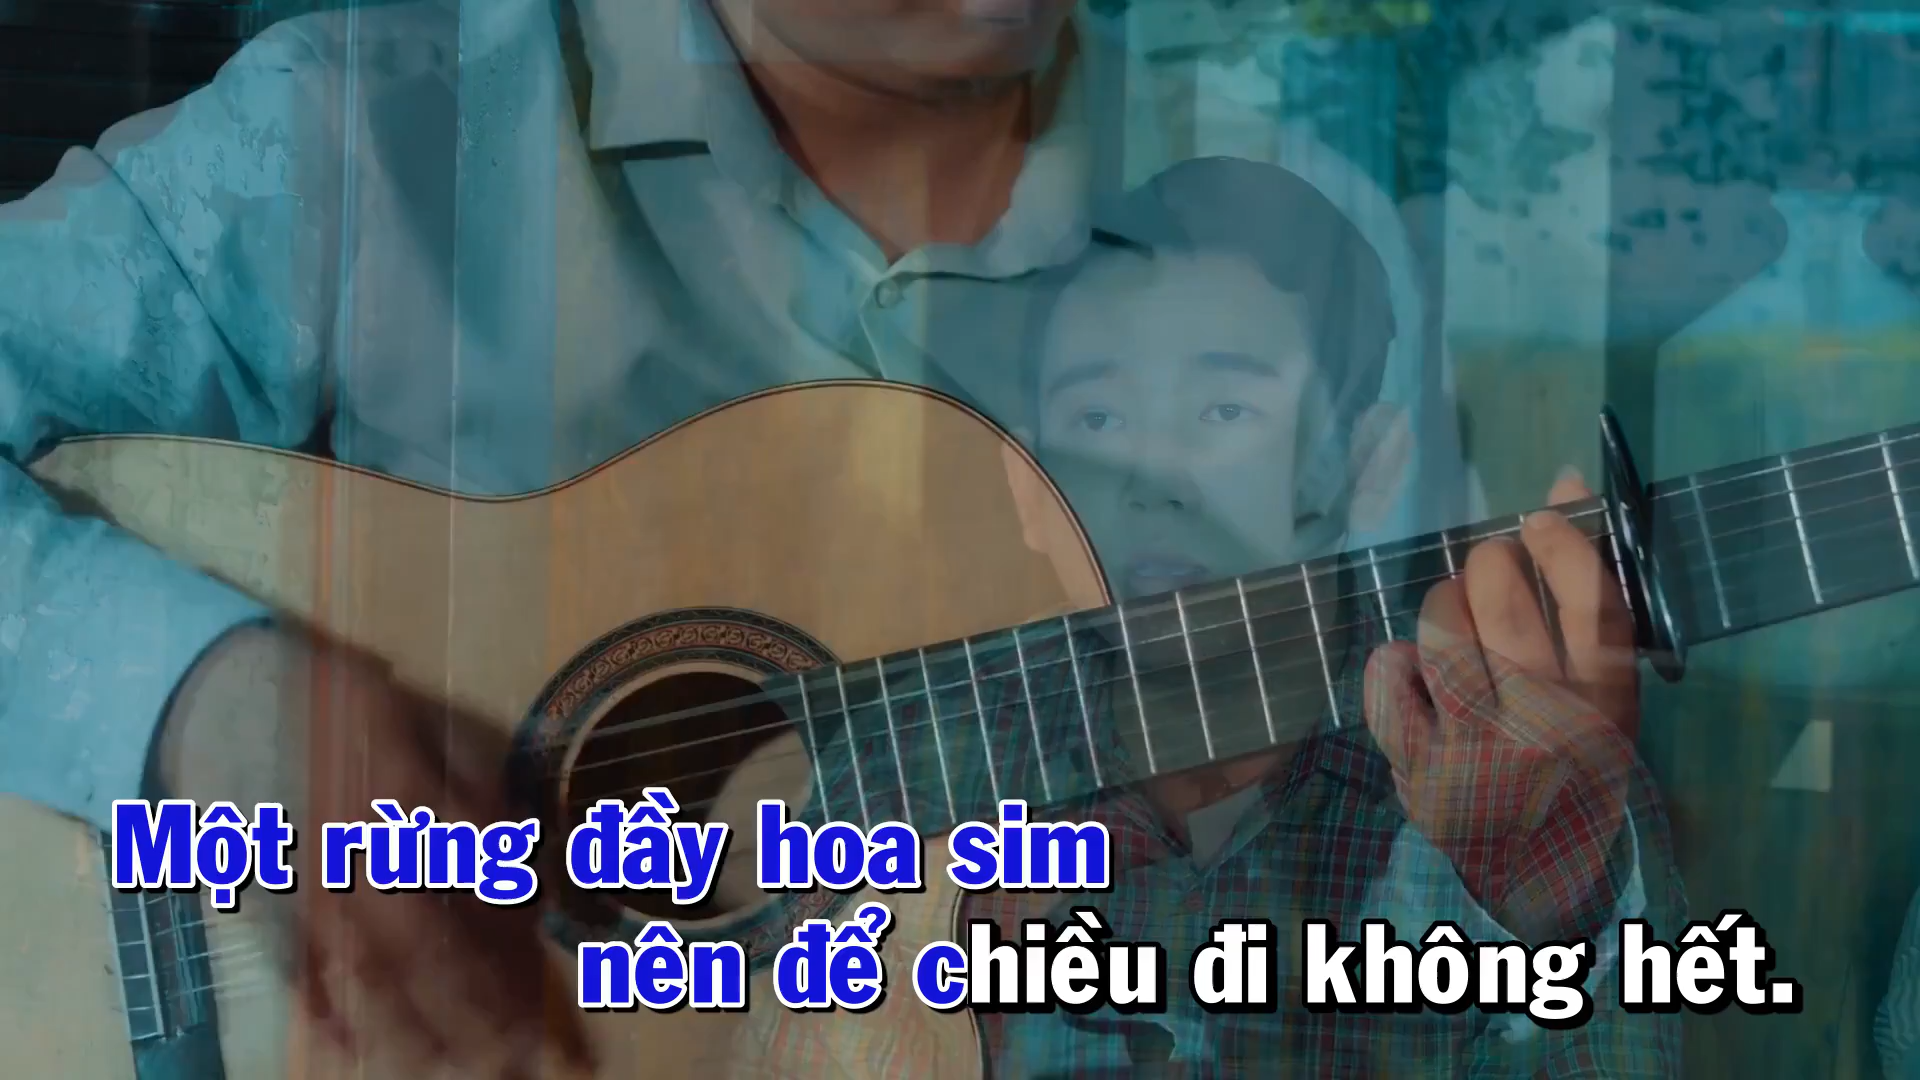 Một rừng đầy hoa sim
nên để chiều đi không hết.